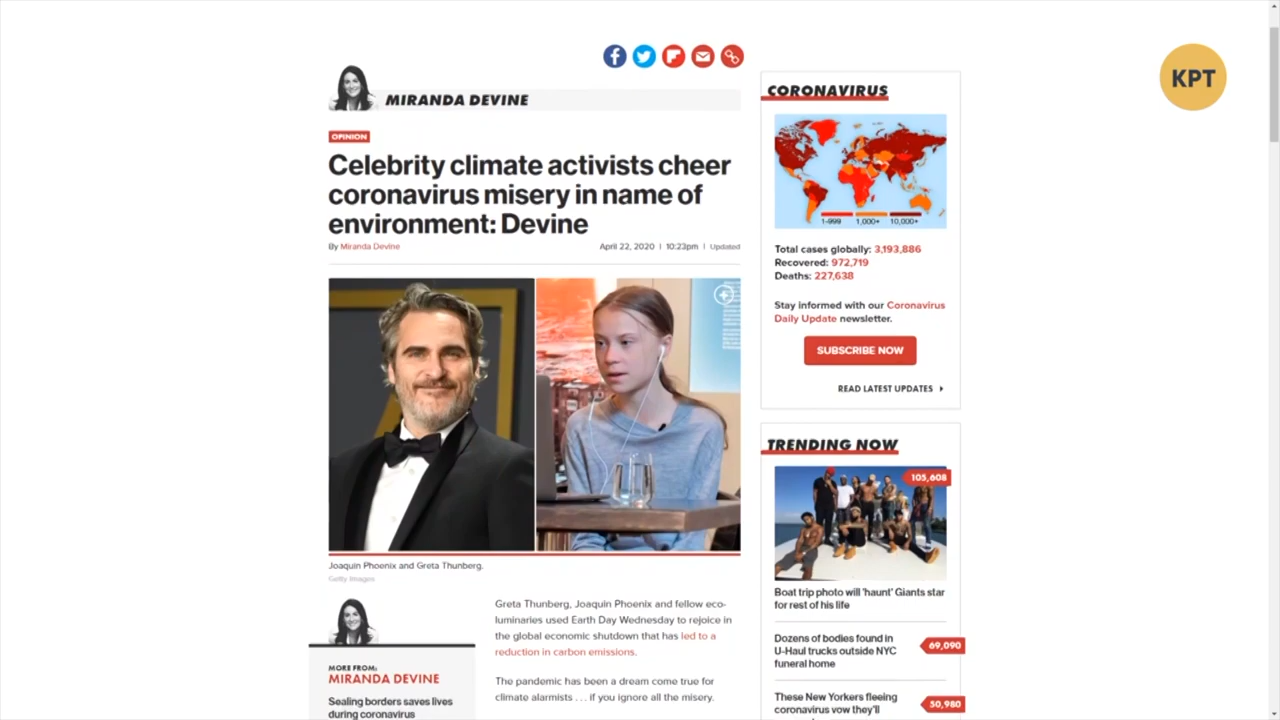 KPT
MIRANDA DEVINE
OPINION
Celebrity climate activists cheer
coronavirus misery in name of
environment: Devine
By Miranda Devine
April 22, 2020 | 10:23pm | Updated
Joaquin Phoenix and Greta Thunberg.
Getty Images
MORE FROM:
MIRANDA DEVINE
Sealing borders saves lives
during coronavirus
Greta Thunberg, Joaquin Phoenix and fellow eco-
luminaries used Earth Day Wednesday to rejoice in
the global economic shutdown that has led to a
reduction in carbon emissions.
The pandemic has been a dream come true for
climate alarmists . . . if you ignore all the misery.
CORONAVIRUS
1-999 1,000+ 10,000+
Total cases globally: 3,193,886
Recovered: 972,719
Deaths: 227,638
Stay informed with our Coronavirus
Daily Update newsletter.
SUBSCRIBE NOW
READ LATEST UPDATES
TRENDING NOW
105,608
Boat trip photo will 'haunt' Giants star
for rest of his life
Dozens of bodies found in
U-Haul trucks outside NYC
funeral home
69,090
These New Yorkers fleeing
coronavirus vow they'll
50,980